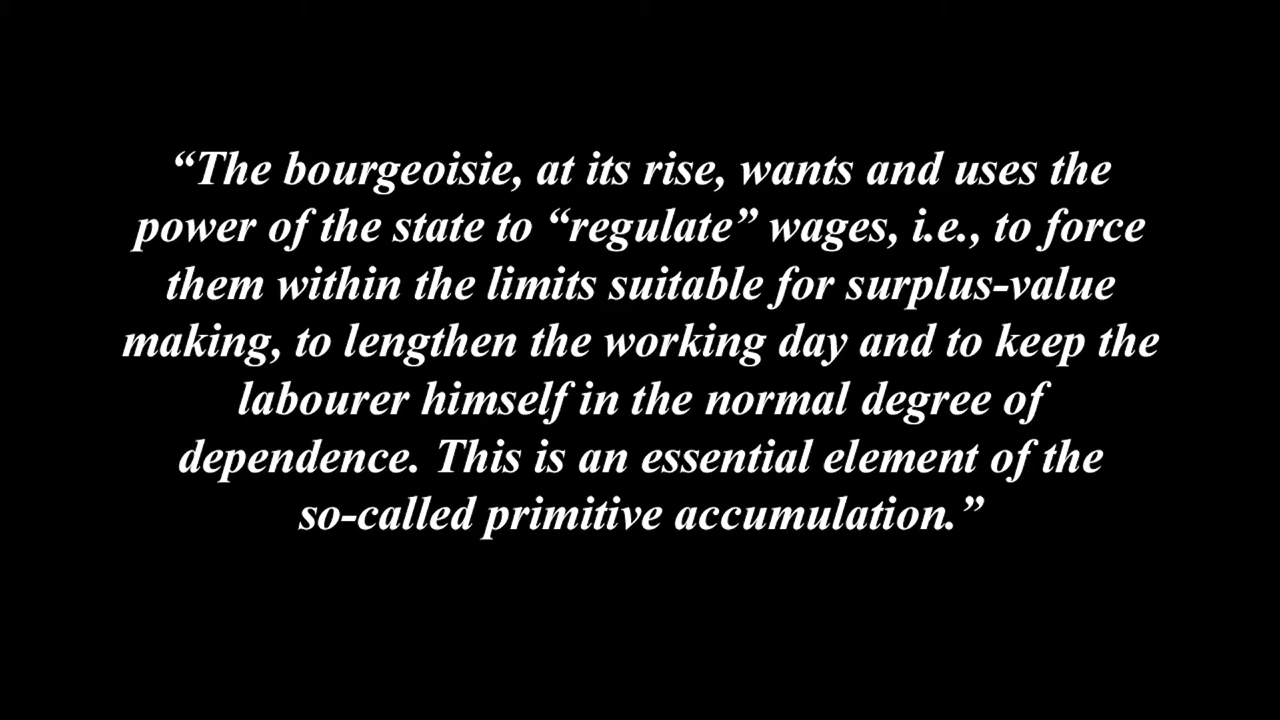 “The bourgeoisie, at its rise, wants and uses the
power of the state to “regulate” wages, i.e., to force
them within the limits suitable for surplus-value
making, to lengthen the working day and to keep the
labourer himself in the normal degree of
dependence. This is an essential element of the
so-called primitive accumulation.”